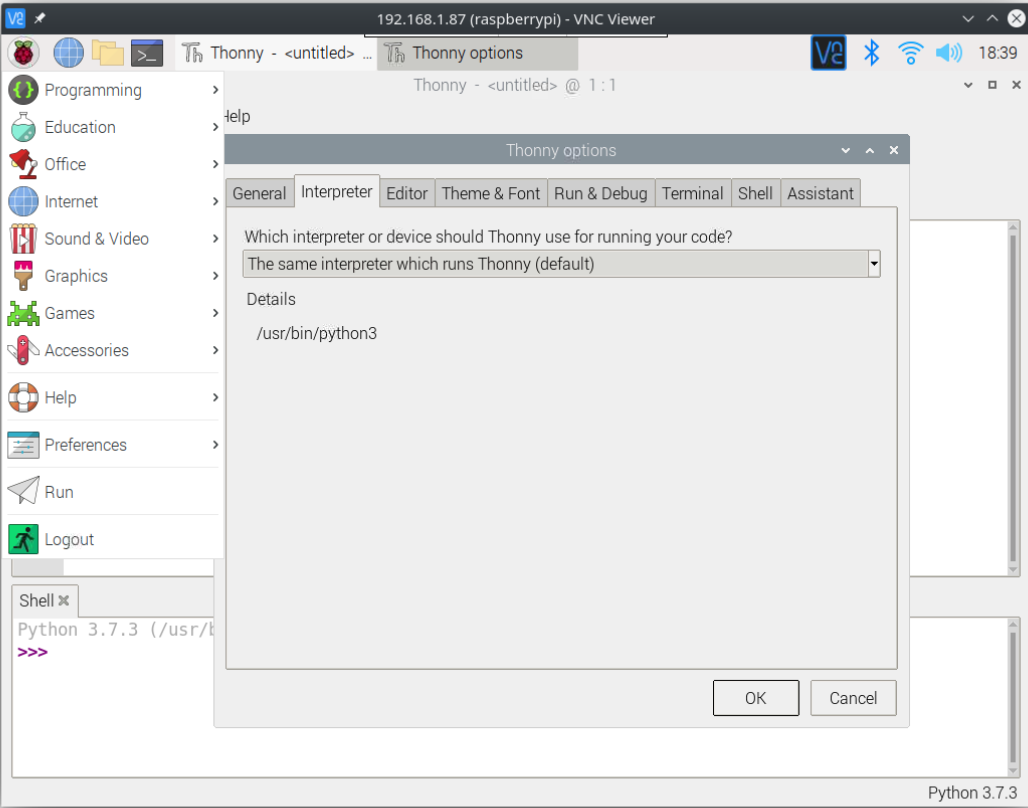 192.168.1.87 (raspberrypi) - VNC Viewer
Thonny - <untitled> ...
Thonny options
18:39
Thonny - <untitled> @ 1 : 1
Programming
Education
Office
Internet
Sound & Video
Graphics
Games
Accessories
Help
Preferences
Run
Logout
Help
Thonny options
General
Interpreter
Editor
Theme & Font
Run & Debug
Terminal
Shell
Assistant
Which interpreter or device should Thonny use for running your code?
The same interpreter which runs Thonny (default)
Details
/usr/bin/python3
OK
Cancel
Shell
Python 3.7.3 (/usr/b
>>>
Python 3.7.3